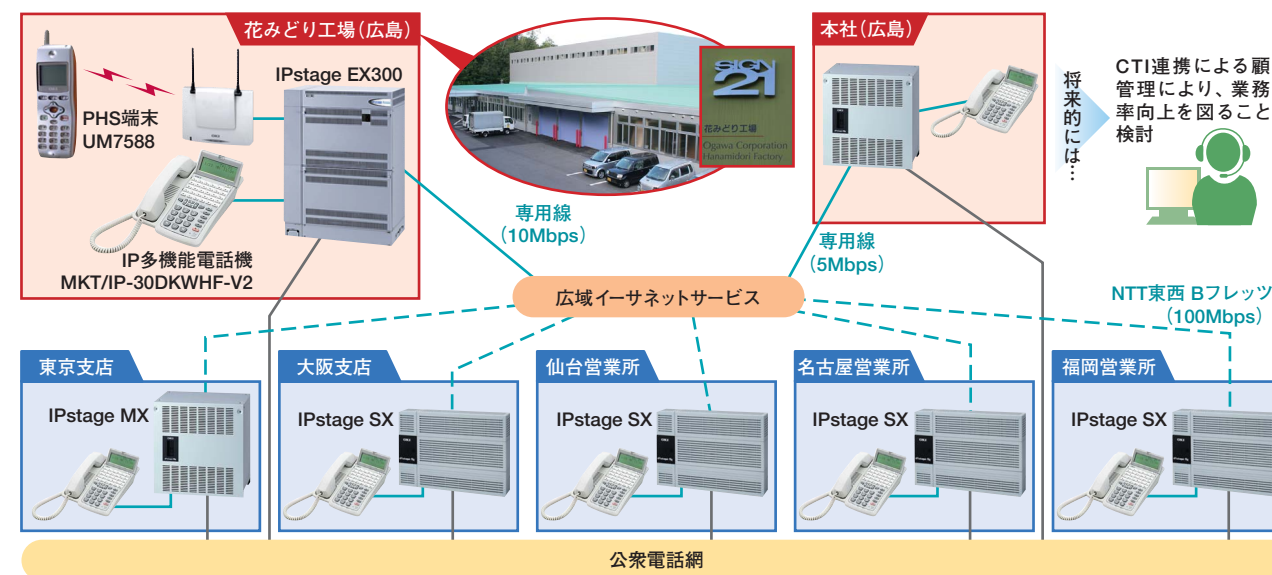 花みどり工場(広島)
IPstage EX300
PHS端末
UM7588
IP多機能電話機
MKT/IP-30DKWHF-V2
SIGN
21
花みどり工場
Ogawa Corporation
Hanamidori Factory
本社(広島)
将来的には…
CTI連携による顧
管理により、業務
率向上を図ること
検討
専用線
(10Mbps)
専用線
(5Mbps)
広域イーサネットサービス
NTT東西 Bフレッツ
(100Mbps)
東京支店
IPstage MX
大阪支店
IPstage SX
仙台営業所
IPstage SX
名古屋営業所
IPstage SX
福岡営業所
IPstage SX
公衆電話網